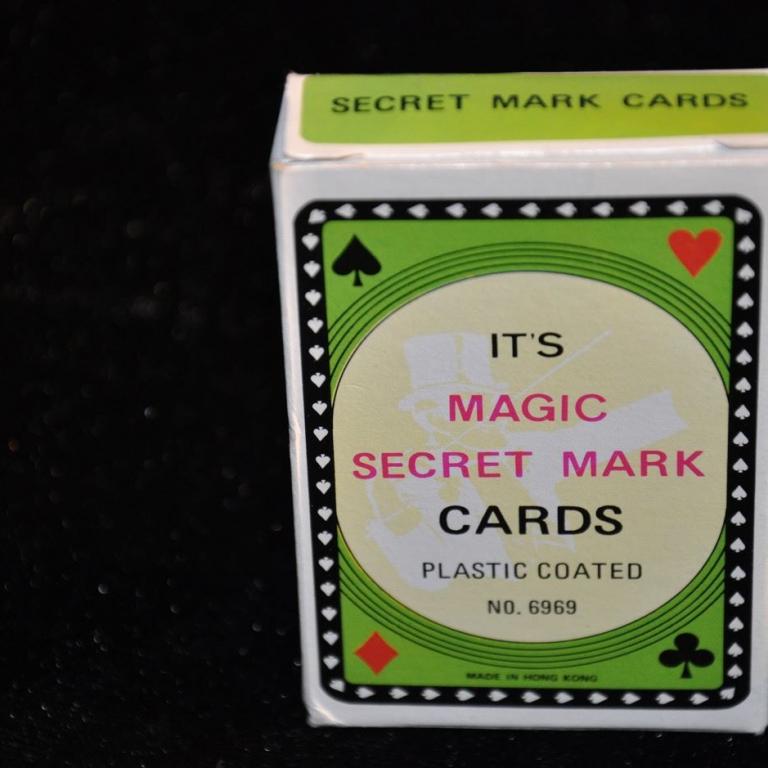 SECRET MARK CARDS
IT'S
MAGIC
SECRET MARK
CARDS
PLASTIC COATED
NO. 6969
MADE IN HONG KONG